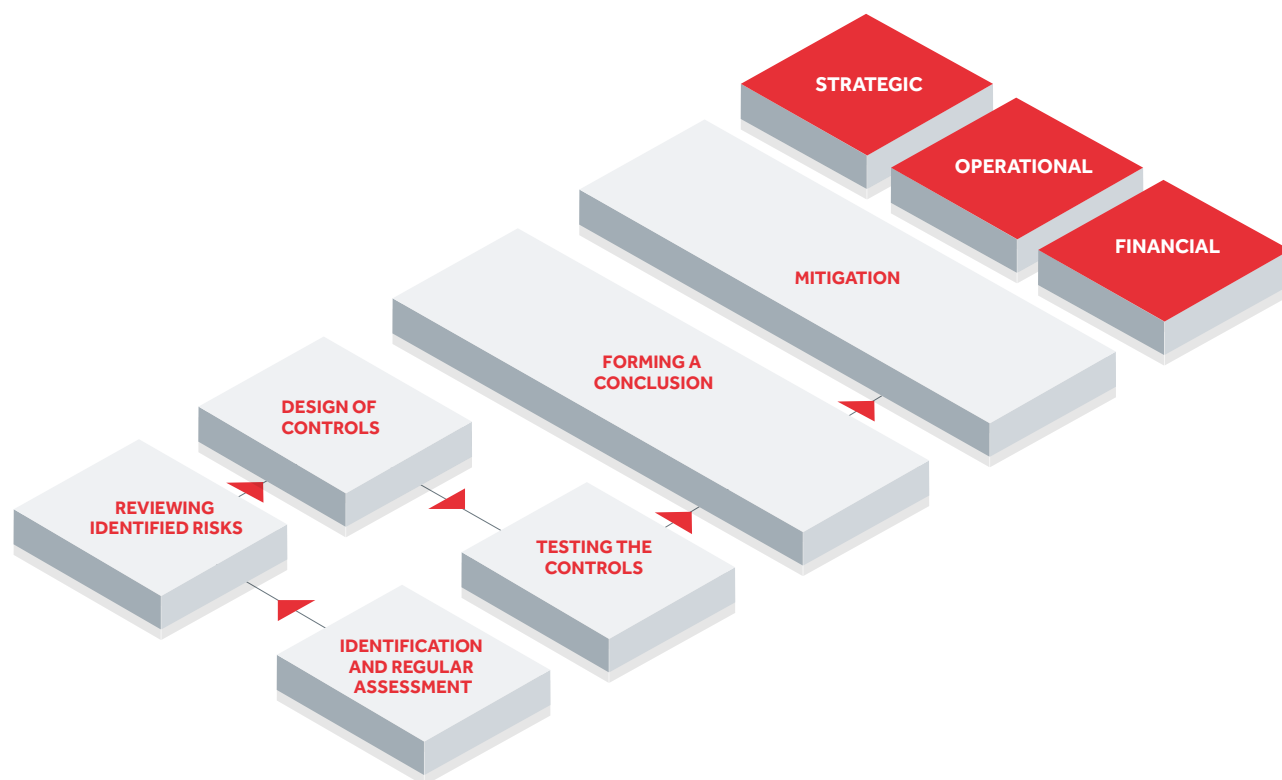 STRATEGIC
OPERATIONAL
FINANCIAL
MITIGATION
FORMING A
CONCLUSION
DESIGN OF
CONTROLS
REVIEWING
IDENTIFIED RISKS
TESTING THE
CONTROLS
IDENTIFICATION
AND REGULAR
ASSESSMENT